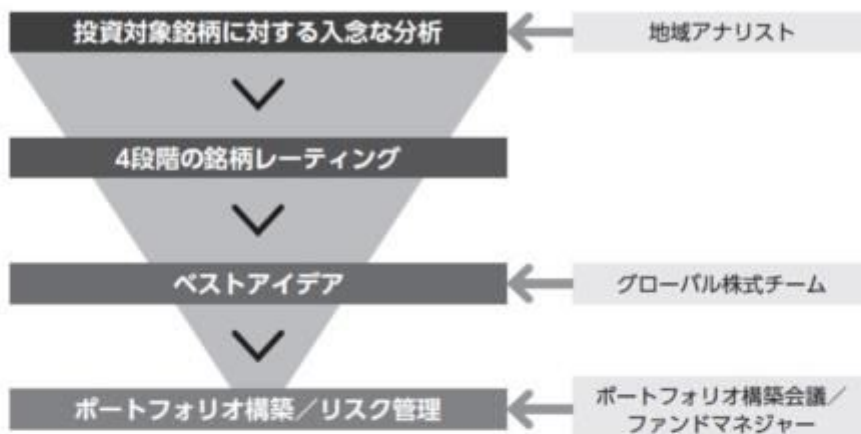 投資対象銘柄に対する入念な分析
地域アナリスト
4段階の銘柄レーティング
ベストアイデア
グローバル株式チーム
ポートフォリオ構築／リスク管理
ポートフォリオ構築会議／
ファンドマネジャー